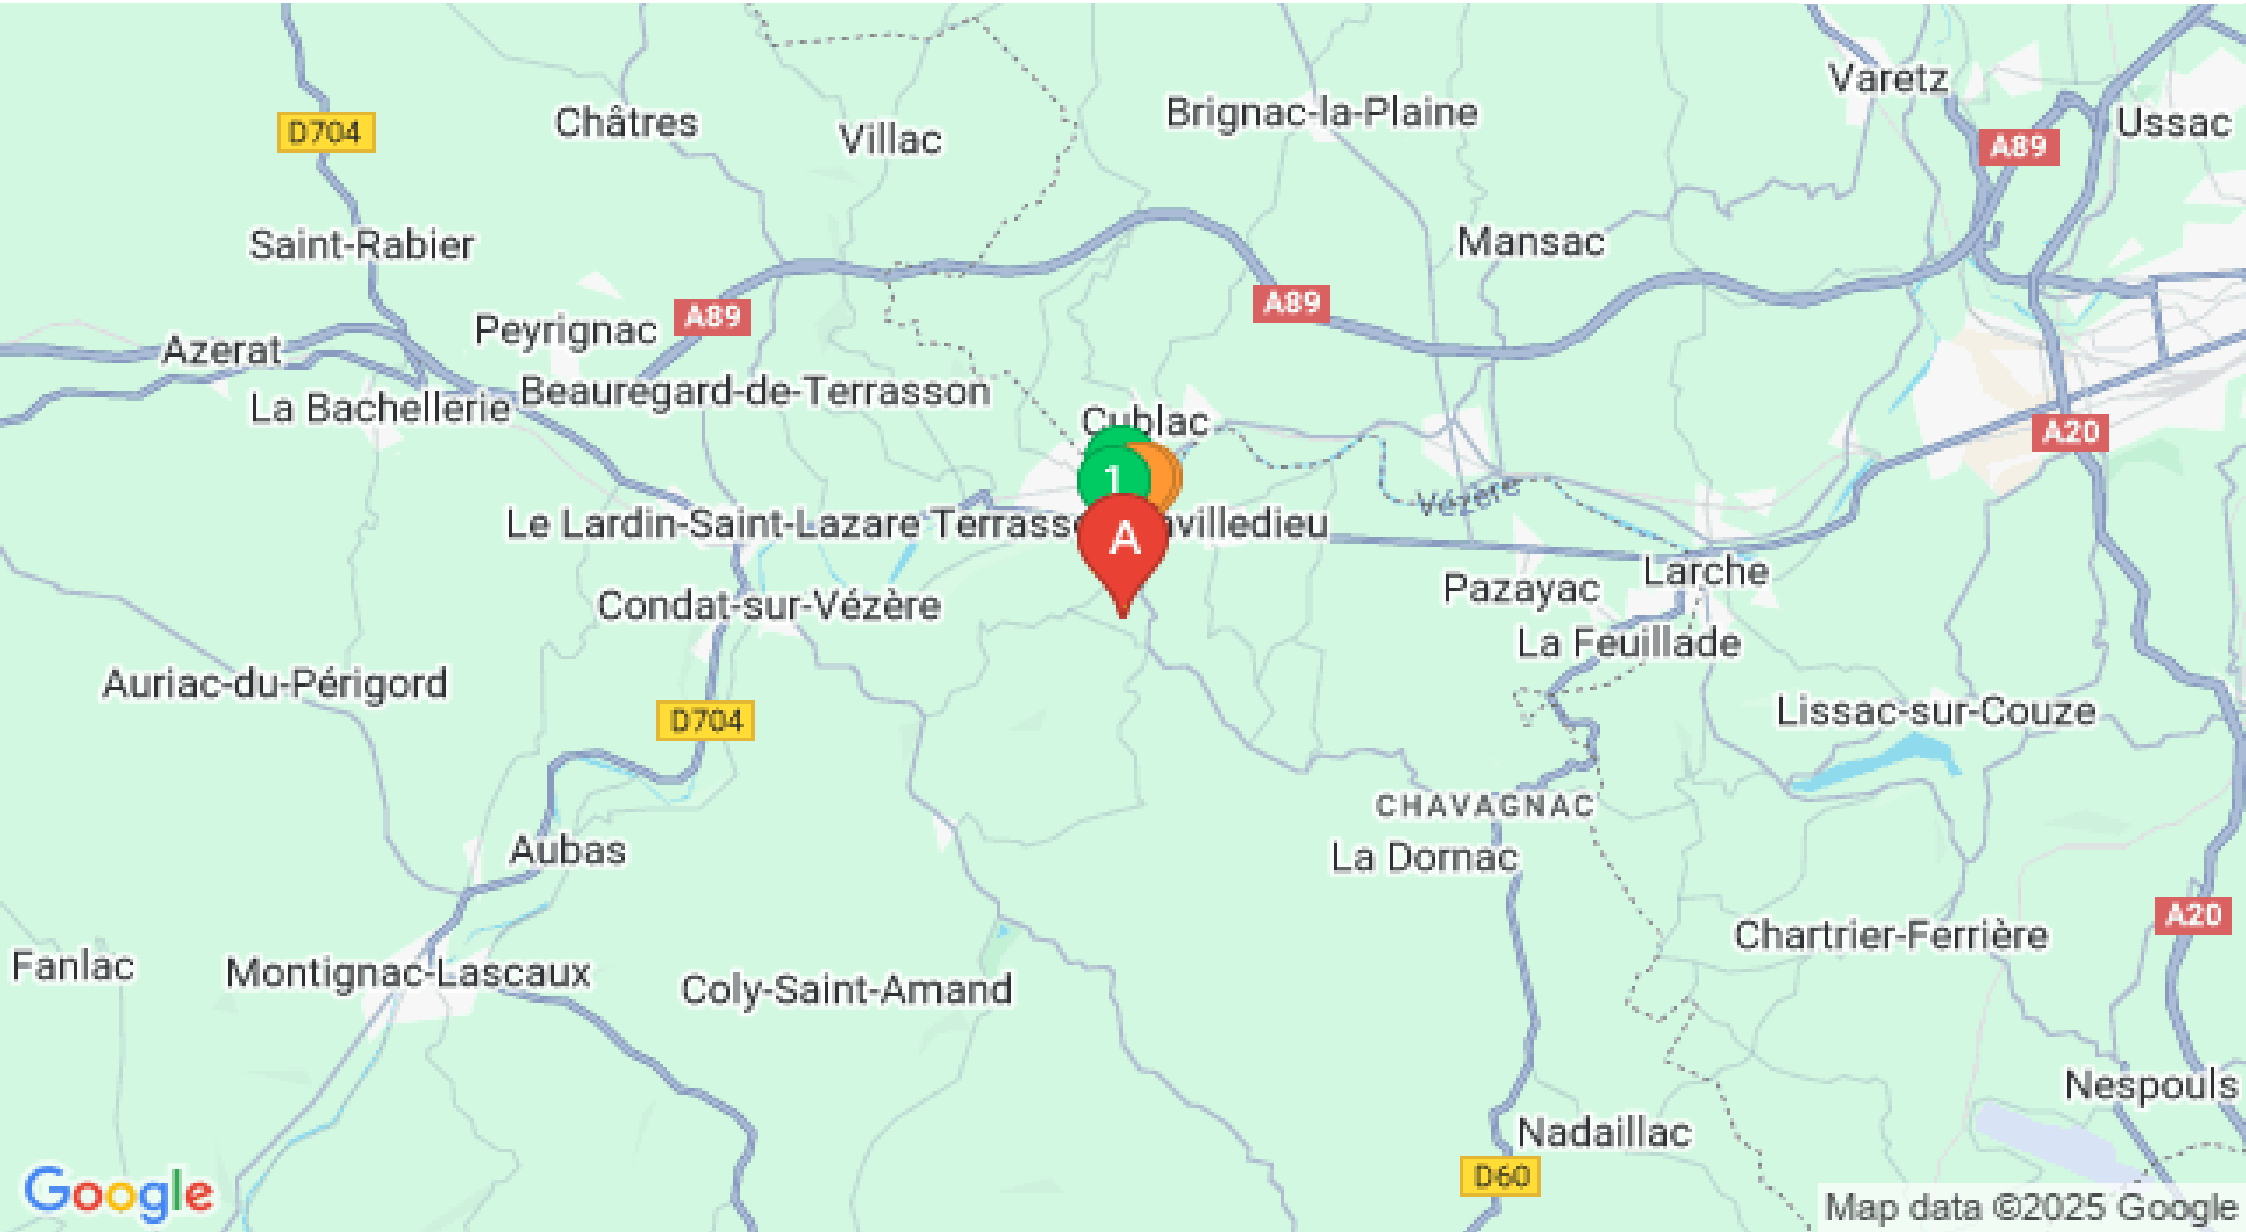 Varetz
Brignac-la-Plaine
Châtres
Ussac
D704
Villac
A89
Saint-Rabier
Mansac
A89
A89
Peyrignac
Azerat
Beauregard-de-Terrasson
La Bachellerie
Cublac
A20
1
Vézère
Le Lardin-Saint-Lazare
A
Larche
Pazayac
Condat-sur-Vézère
La Feuillade
Auriac-du-Périgord
Lissac-sur-Couze
D704
CHAVAGNAC
Aubas
La Dornac
A20
Chartrier-Ferrière
Fanlac
Montignac-Lascaux
Coly-Saint-Amand
Nespouls
Nadaillac
D60
Google
Map data ©2025 Google